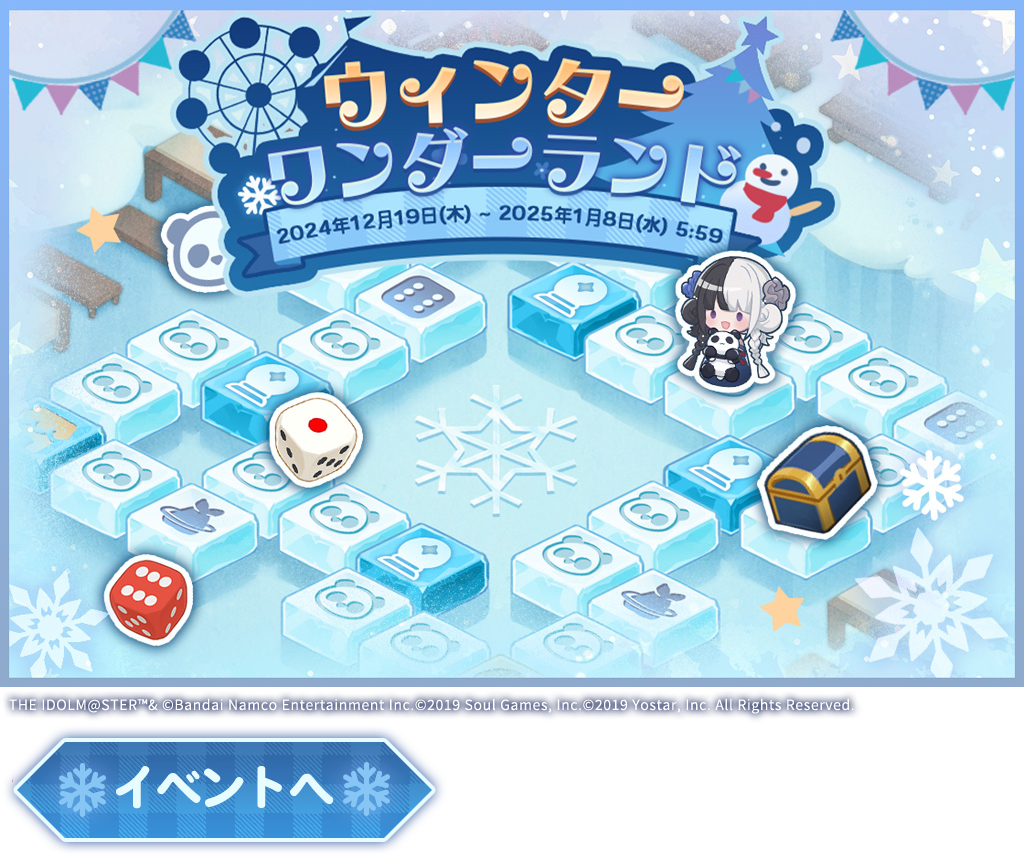 ウィンター
ワンダーランド
2024年12月19日(木) ~ 2025年1月8日(水) 5:59
THE IDOLM@STER™& ©Bandai Namco Entertainment Inc.©2019 Soul Games, Inc.©2019 Yostar, Inc. All Rights Reserved.
イベントへ